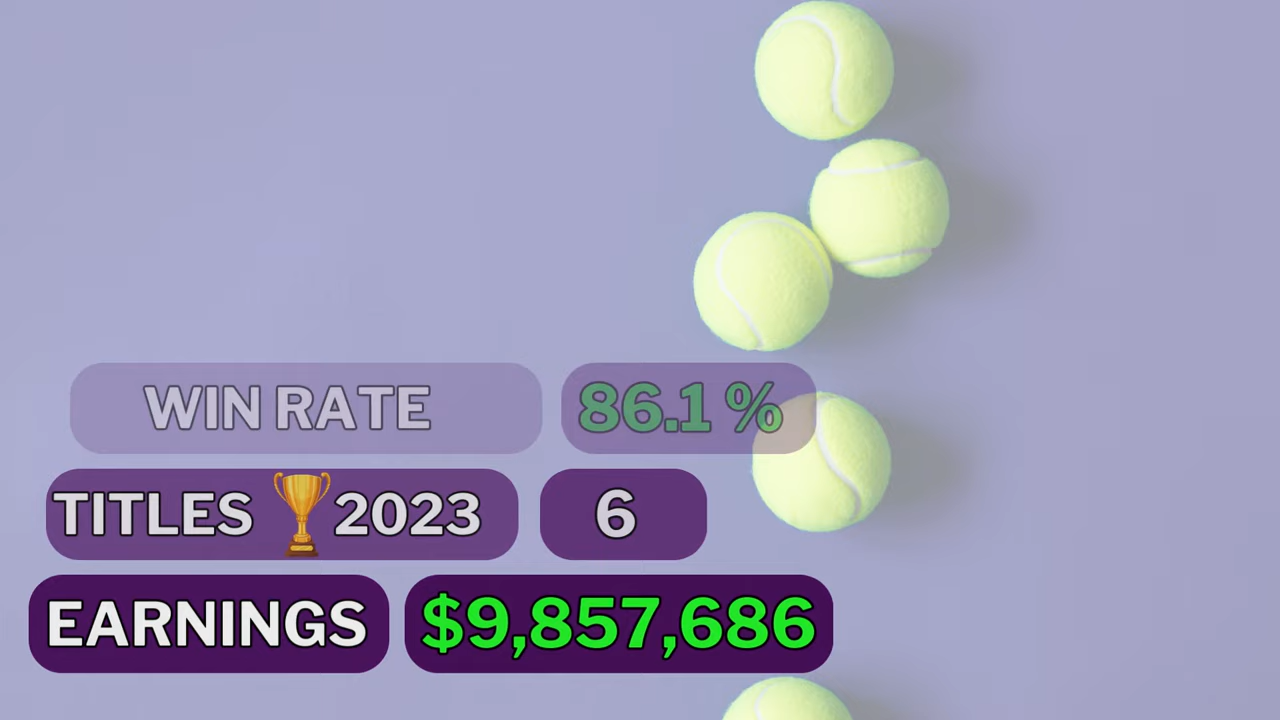 WIN RATE 86.1 %
TITLES 🏆 2023 6
EARNINGS $9,857,686